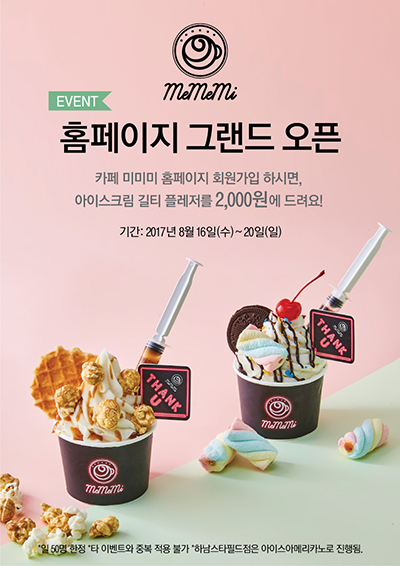 MeMeMi
EVENT
홈페이지 그랜드 오픈
카페 미미미 홈페이지 회원가입 하시면,
아이스크림 길티 플레저를 2,000원에 드려요!
기간: 2017년 8월 16일(수)~20일(일)
THANK
U
MeMeMi
THANK
U
MeMeMi
*일 50명 한정 *타 이벤트와 중복 적용 불가 *하남스타필드점은 아이스아메리카노로 진행됨.